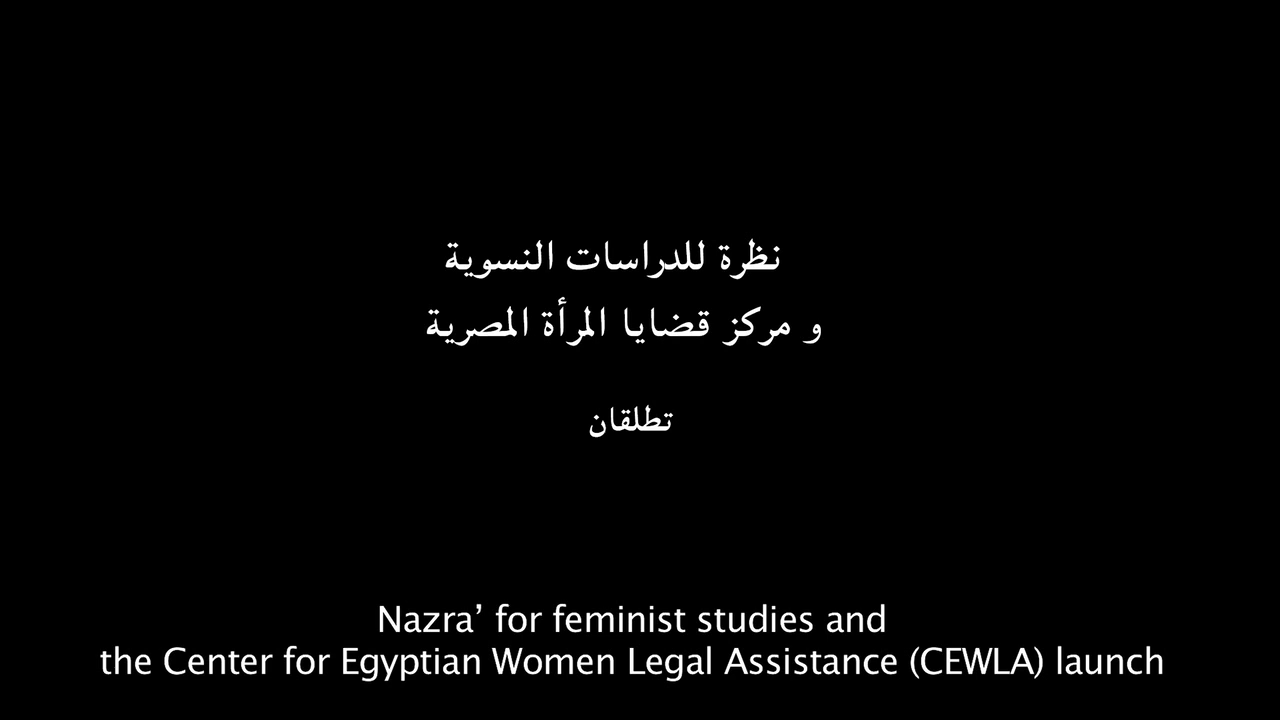 نظرة للدراسات النسوية
و مركز قضايا المرأة المصرية
تطلقان
Nazra’ for feminist studies and
the Center for Egyptian Women Legal Assistance (CEWLA) launch